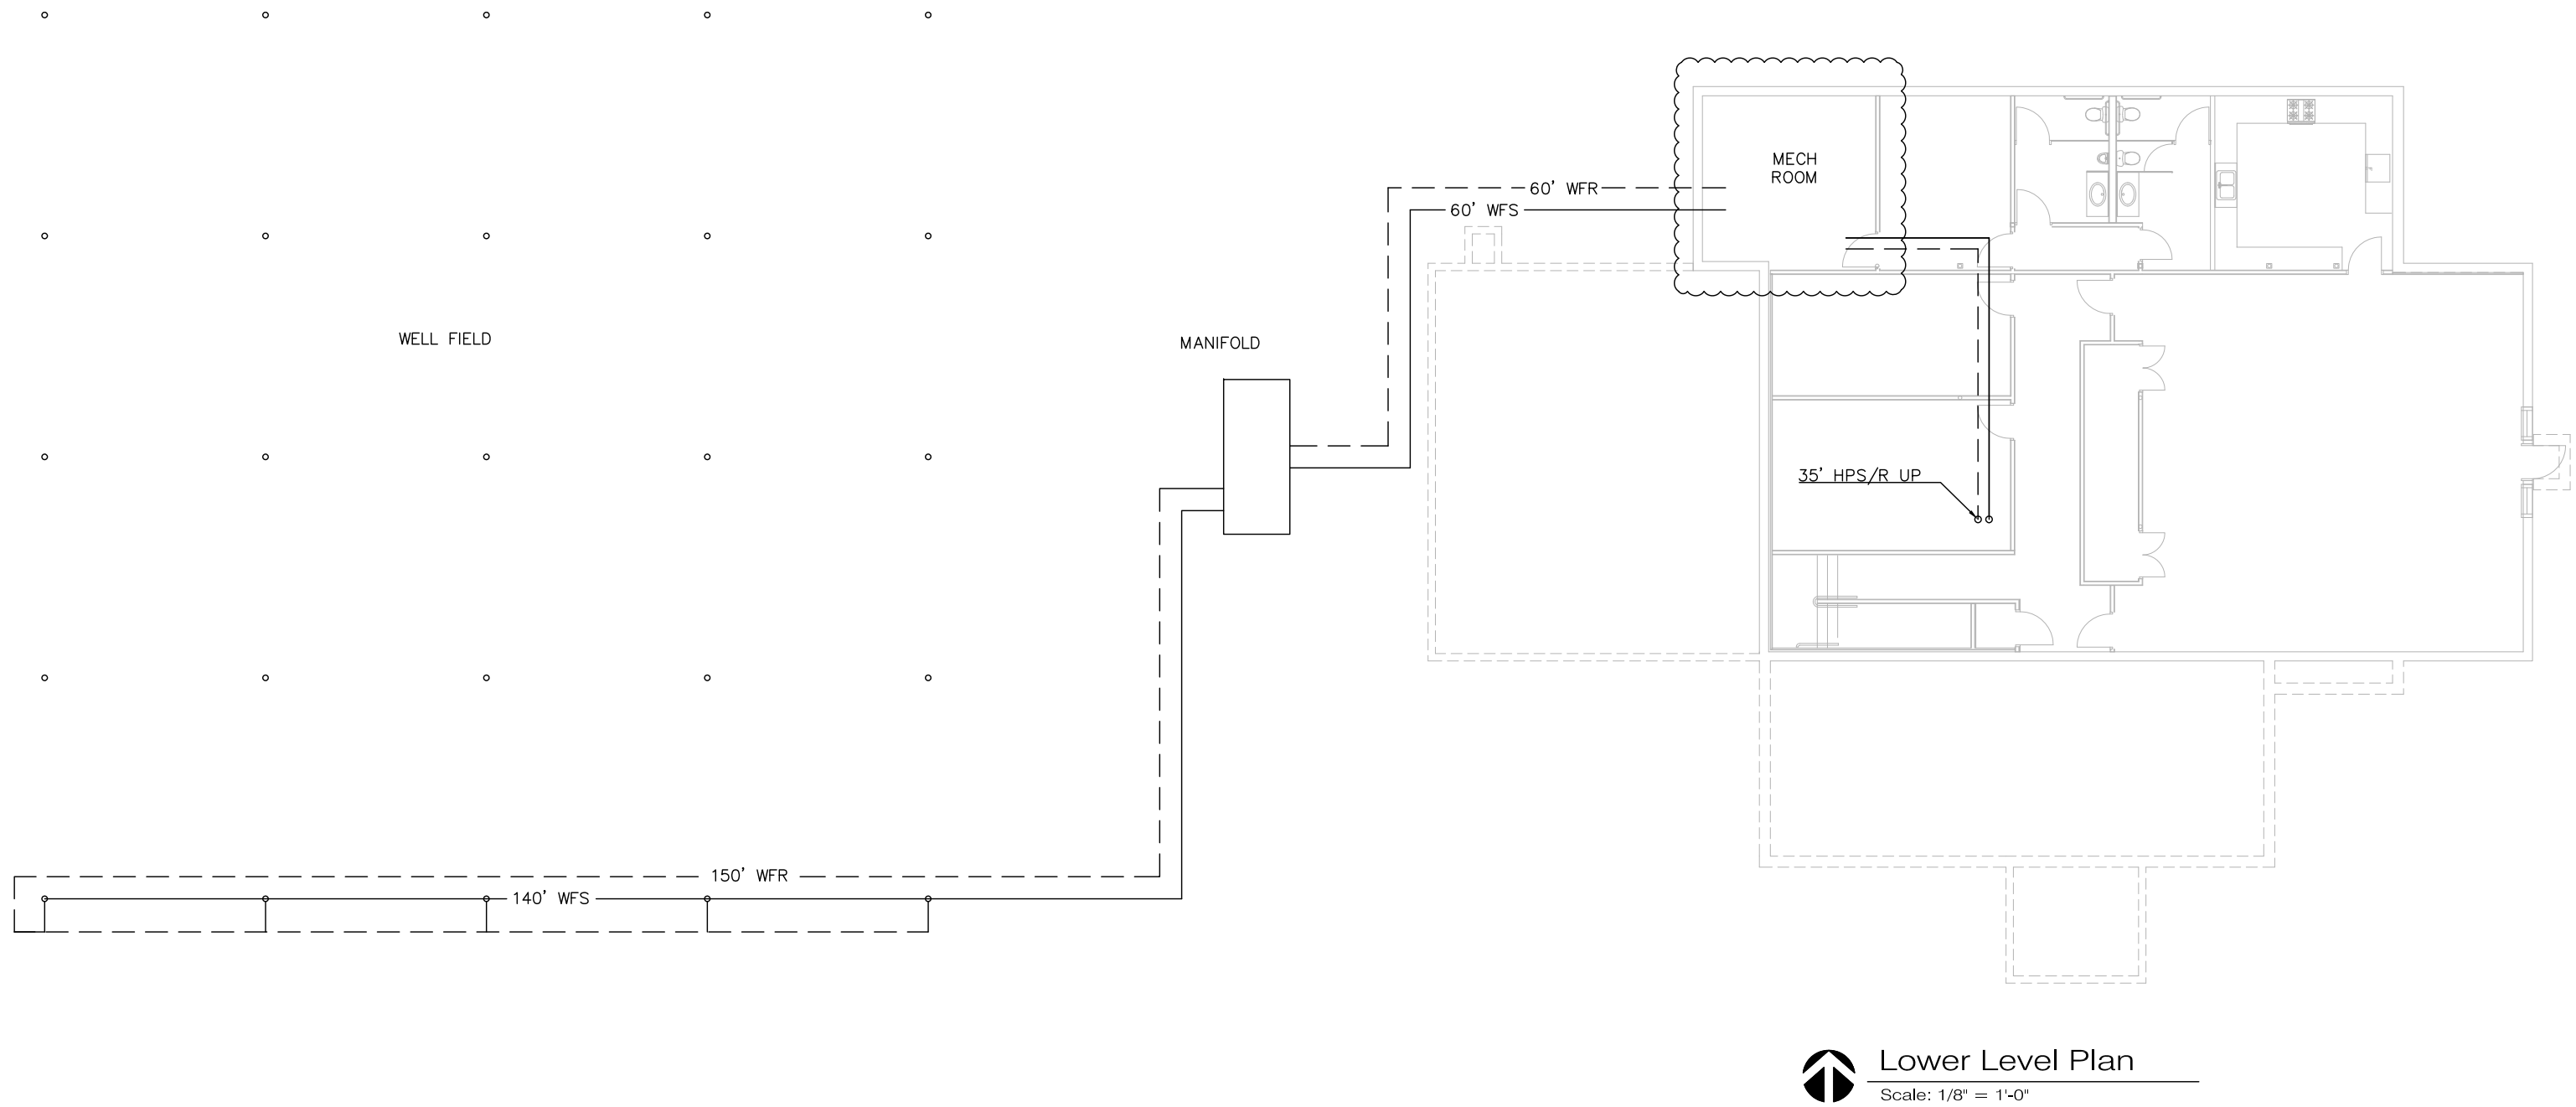 MECH
ROOM
60' WFR
60' WFS
WELL FIELD
MANIFOLD
35' HPS/R UP
150' WFR
140' WFS
Lower Level Plan
Scale: 1/8" = 1'-0"